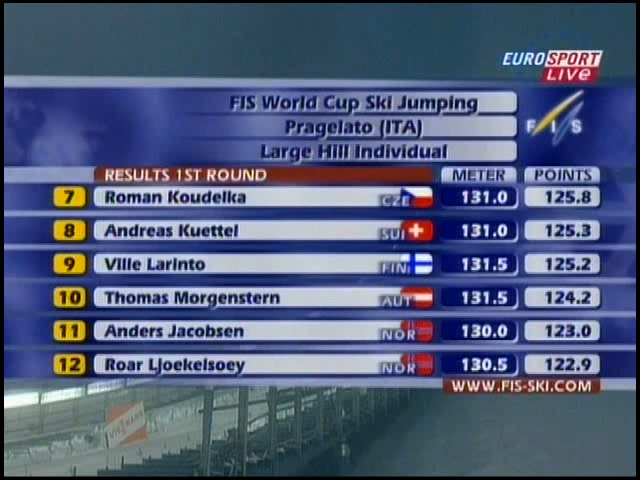 EUROSPORT
LIVE
FIS World Cup Ski Jumping
Pragelato (ITA)
Large Hill Individual
FIS
RESULTS 1ST ROUND METER POINTS
7 Roman Koudelka CZE 131.0 125.8
8 Andreas Kuettel SUI 131.0 125.3
9 Ville Larinto FIN 131.5 125.2
10 Thomas Morgenstern AUT 131.5 124.2
11 Anders Jacobsen NOR 130.0 123.0
12 Roar Ljoekelsoey NOR 130.5 122.9
WWW.FIS-SKI.COM
VIESSMANN